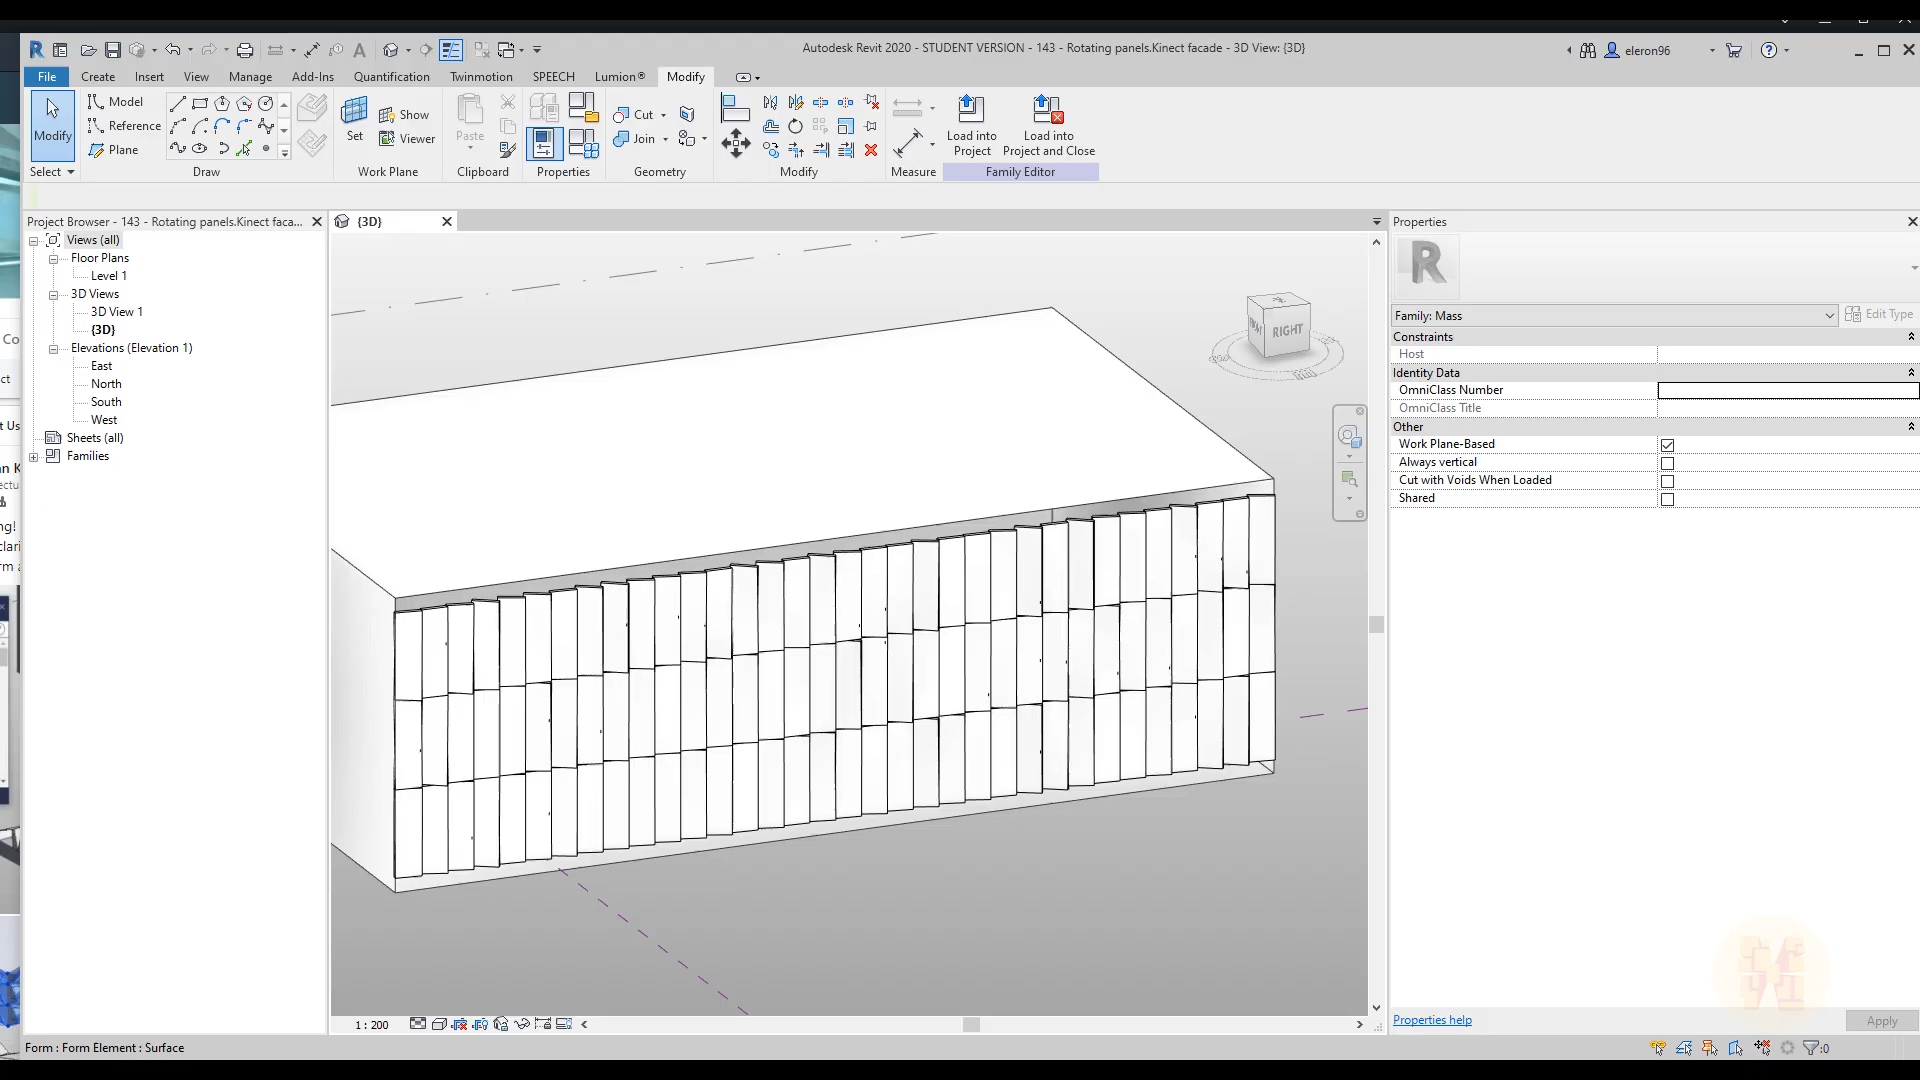 Autodesk Revit 2020 - STUDENT VERSION - 143 - Rotating panels.Kinect facade - 3D View: {3D}
eleron96
File Create Insert View Manage Add-Ins Quantification Twinmotion SPEECH Lumion® Modify
Modify
Model
Reference
Plane
Set
Show
Viewer
Paste
Cut
Join
Load into
Project
Load into
Project and Close
Select
Draw
Work Plane
Clipboard
Properties
Geometry
Modify
Measure
Family Editor
Project Browser - 143 - Rotating panels.Kinect faca...
{3D}
Properties
Views (all)
Floor Plans
Level 1
3D Views
3D View 1
{3D}
Elevations (Elevation 1)
East
North
South
West
Sheets (all)
Families
RIGHT
Family: Mass
Edit Type
Constraints
Host
Identity Data
OmniClass Number
OmniClass Title
Other
Work Plane-Based
Always vertical
Cut with Voids When Loaded
Shared
1 : 200
Properties help
Apply
Form : Form Element : Surface
:0